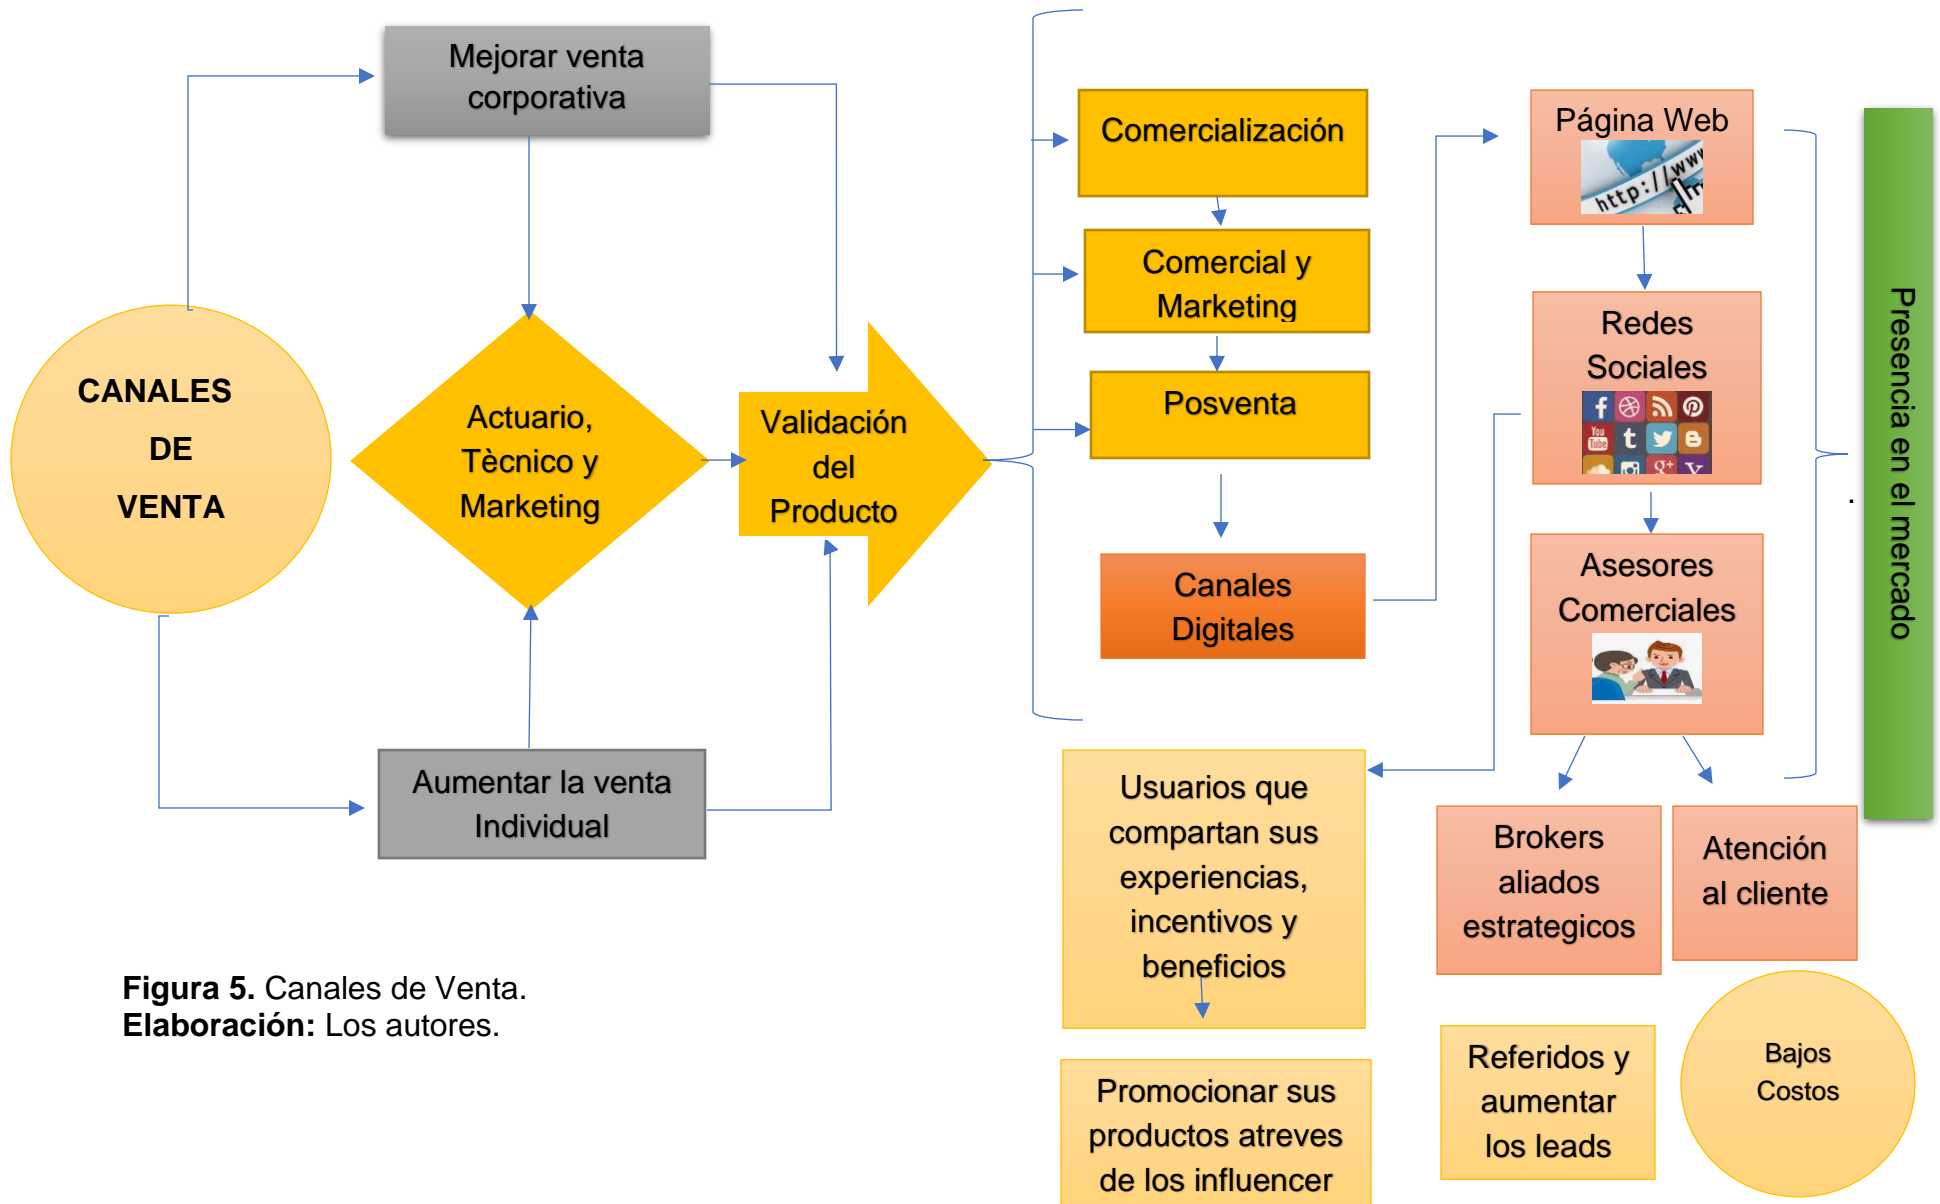 Mejorar venta
corporativa
CANALES
DE
VENTA
Actuario,
Tècnico y
Marketing
Validación
del
Producto
Aumentar la venta
Individual
Comercialización
Comercial y
Marketing
Posventa
Canales
Digitales
Página Web
http://www
Redes
Sociales
You
Tube
Asesores
Comerciales
.
Presencia en el mercado
Usuarios que
compartan sus
experiencias,
incentivos y
beneficios
Brokers
aliados
estrategicos
Atención
al cliente
Promocionar sus
productos atreves
de los influencer
Referidos y
aumentar
los leads
Bajos
Costos
Figura 5. Canales de Venta.
Elaboración: Los autores.